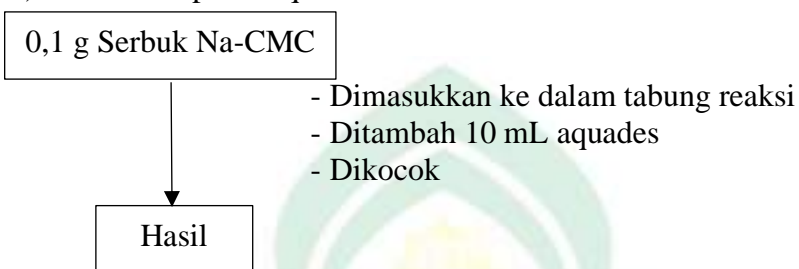 0,1 g Serbuk Na-CMC
- Dimasukkan ke dalam tabung reaksi
- Ditambah 10 mL aquades
- Dikocok
Hasil